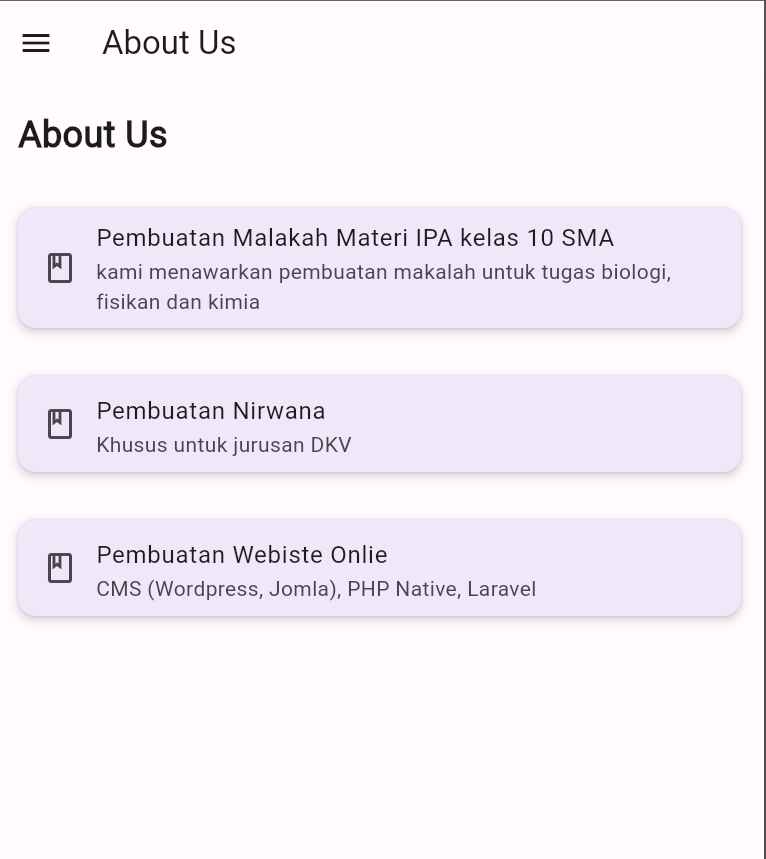 About Us
About Us
Pembuatan Malakah Materi IPA kelas 10 SMA
kami menawarkan pembuatan makalah untuk tugas biologi,
fisikan dan kimia
Pembuatan Nirwana
Khusus untuk jurusan DKV
Pembuatan Webiste Onlie
CMS (Wordpress, Jomla), PHP Native, Laravel